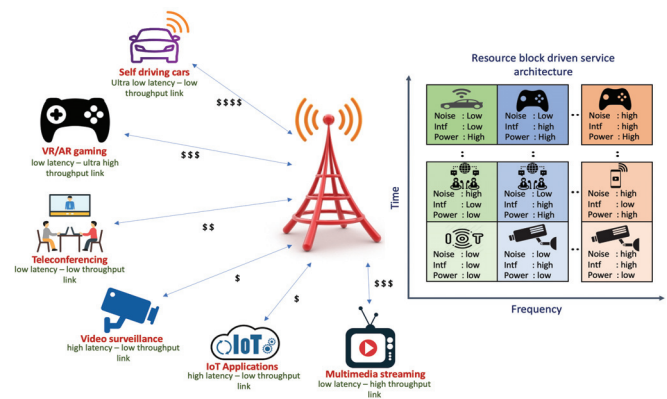 Self driving cars
Ultra low latency – low
throughput link
$$$$
VR/AR gaming
low latency – ultra high
throughput link
$$$
Teleconferencing
low latency – low throughput
link
$$
Video surveillance
high latency – low throughput
link
$
IoT
IoT Applications
high latency – low throughput
link
$
Multimedia streaming
low latency – high throughput
link
$$$
Resource block driven service
architecture
Time
Noise : Low
Intf : Low
Power : High
Noise : Low
Intf : Low
Power : High
Noise : high
Intf : low
Power : High
Noise : high
Intf : low
Power : low
Noise : Low
Intf : high
Power : High
Noise : high
Intf : low
Power : high
IOT
Noise : low
Intf : low
Power : low
Noise : low
Intf : high
Power : low
Noise : high
Intf : high
Power : low
Frequency